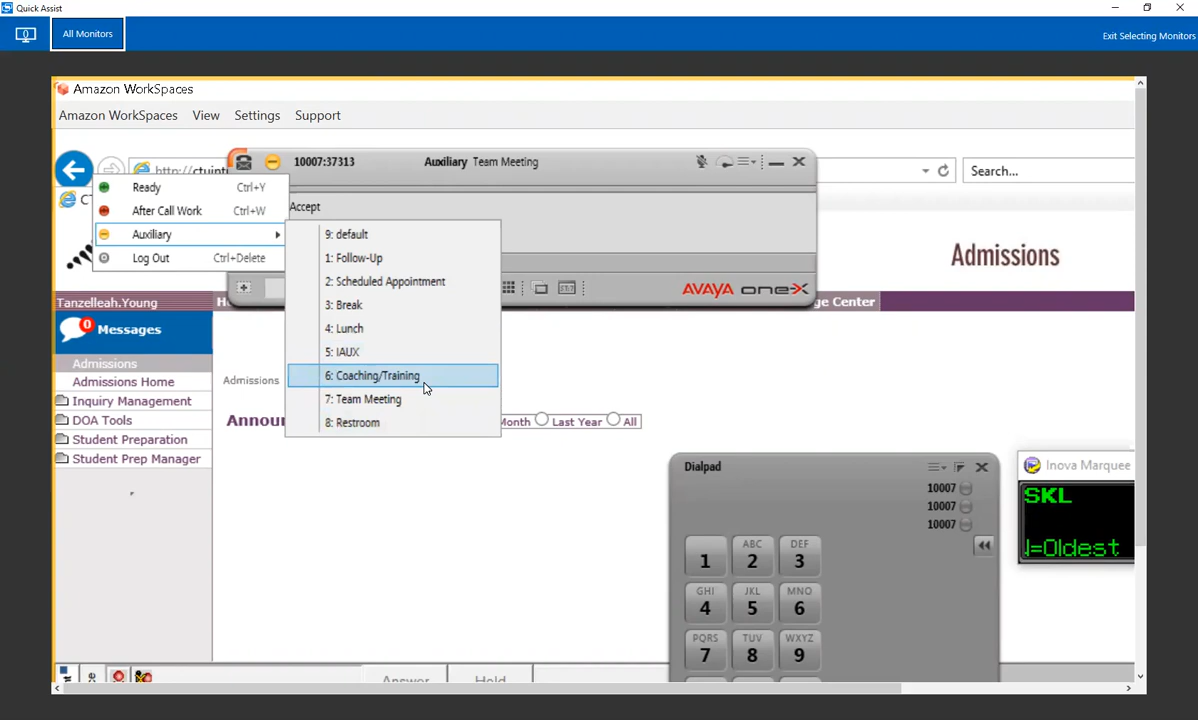 Quick Assist
All Monitors
Exit Selecting Monitors
Amazon WorkSpaces
Amazon WorkSpaces View Settings Support
10007:37313 Auxiliary Team Meeting
Search...
Ready Ctrl+Y
After Call Work Ctrl+W
Auxiliary
Log Out Ctrl+Delete
Accept
9: default
1: Follow-Up
2: Scheduled Appointment
3: Break
4: Lunch
5: IAUX
6: Coaching/Training
7: Team Meeting
8: Restroom
AVAYA one-X
Admissions
Tanzelleah.Young
ge Center
0 Messages
Admissions
Admissions Home
Inquiry Management
DOA Tools
Student Preparation
Student Prep Manager
Admissions
Annou
Month Last Year All
Dialpad
10007
10007
10007
1
ABC 2
DEF 3
GHI 4
JKL 5
MNO 6
PQRS 7
TUV 8
WXYZ 9
Inova Marquee
SKL
=Oldest